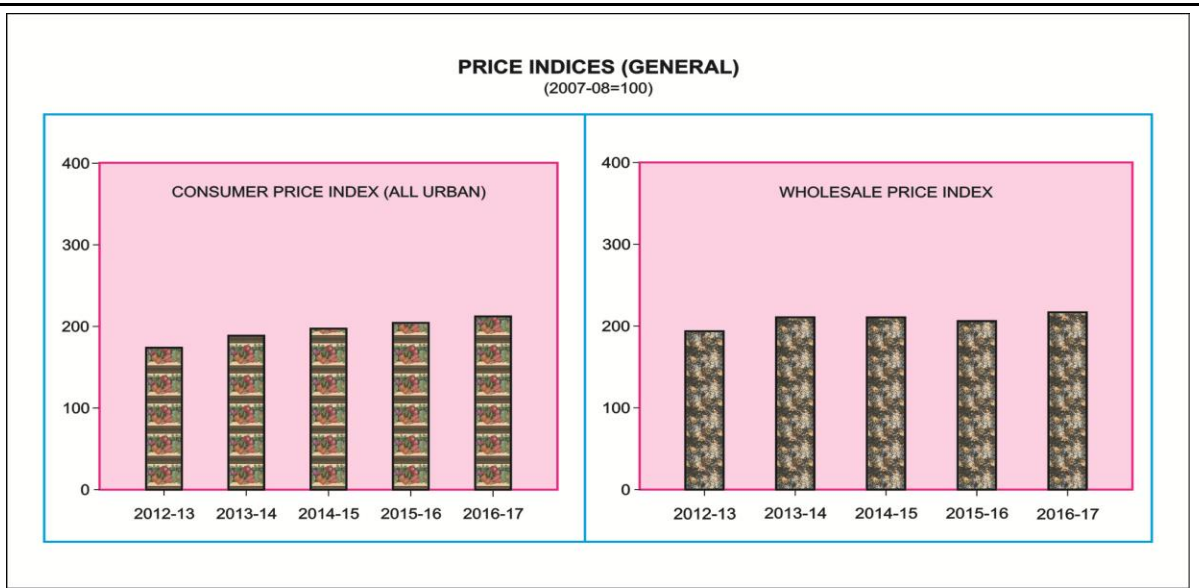 PRICE INDICES (GENERAL)
(2007-08=100)
CONSUMER PRICE INDEX (ALL URBAN)
400
300
200
100
0
2012-13 2013-14 2014-15 2015-16 2016-17
WHOLESALE PRICE INDEX
400
300
200
100
0
2012-13 2013-14 2014-15 2015-16 2016-17